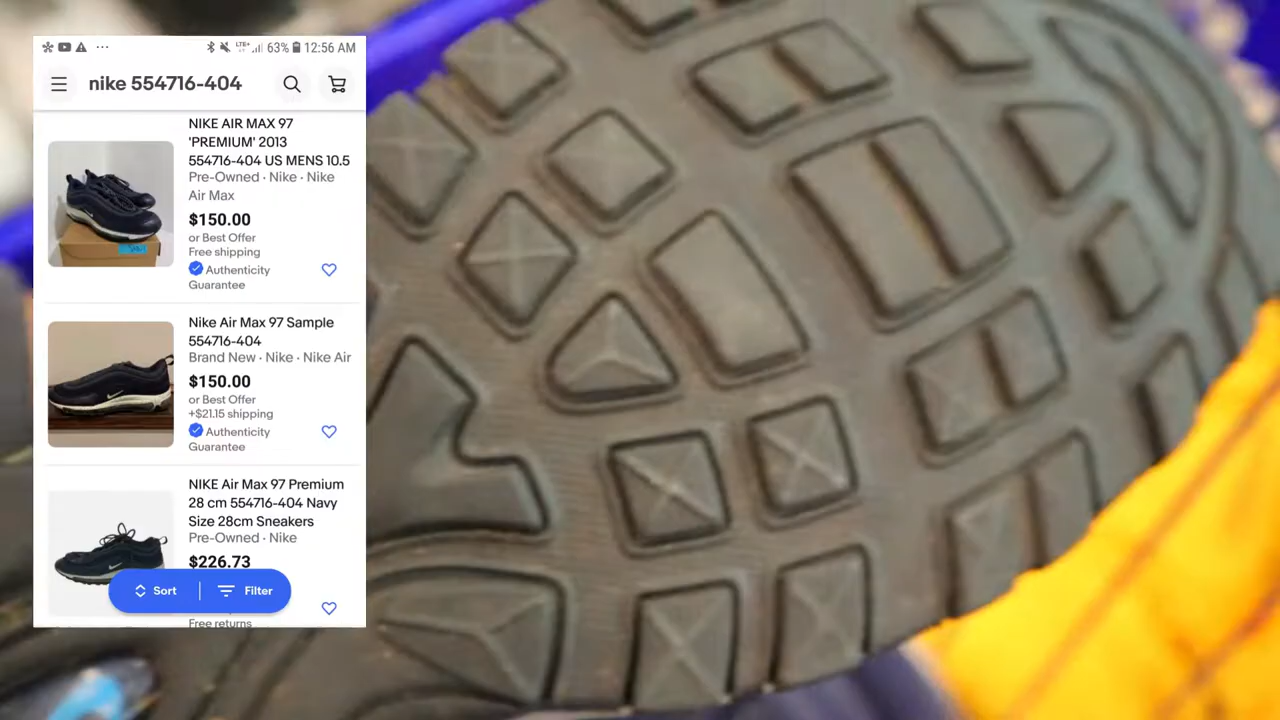 63% 12:56 AM
nike 554716-404
NIKE AIR MAX 97
'PREMIUM' 2013
554716-404 US MENS 10.5
Pre-Owned · Nike · Nike
Air Max
$150.00
or Best Offer
Free shipping
Authenticity
Guarantee
Nike Air Max 97 Sample
554716-404
Brand New · Nike · Nike Air
$150.00
or Best Offer
+$21.15 shipping
Authenticity
Guarantee
NIKE Air Max 97 Premium
28 cm 554716-404 Navy
Size 28cm Sneakers
Pre-Owned · Nike
$226.73
Sort Filter
Free returns